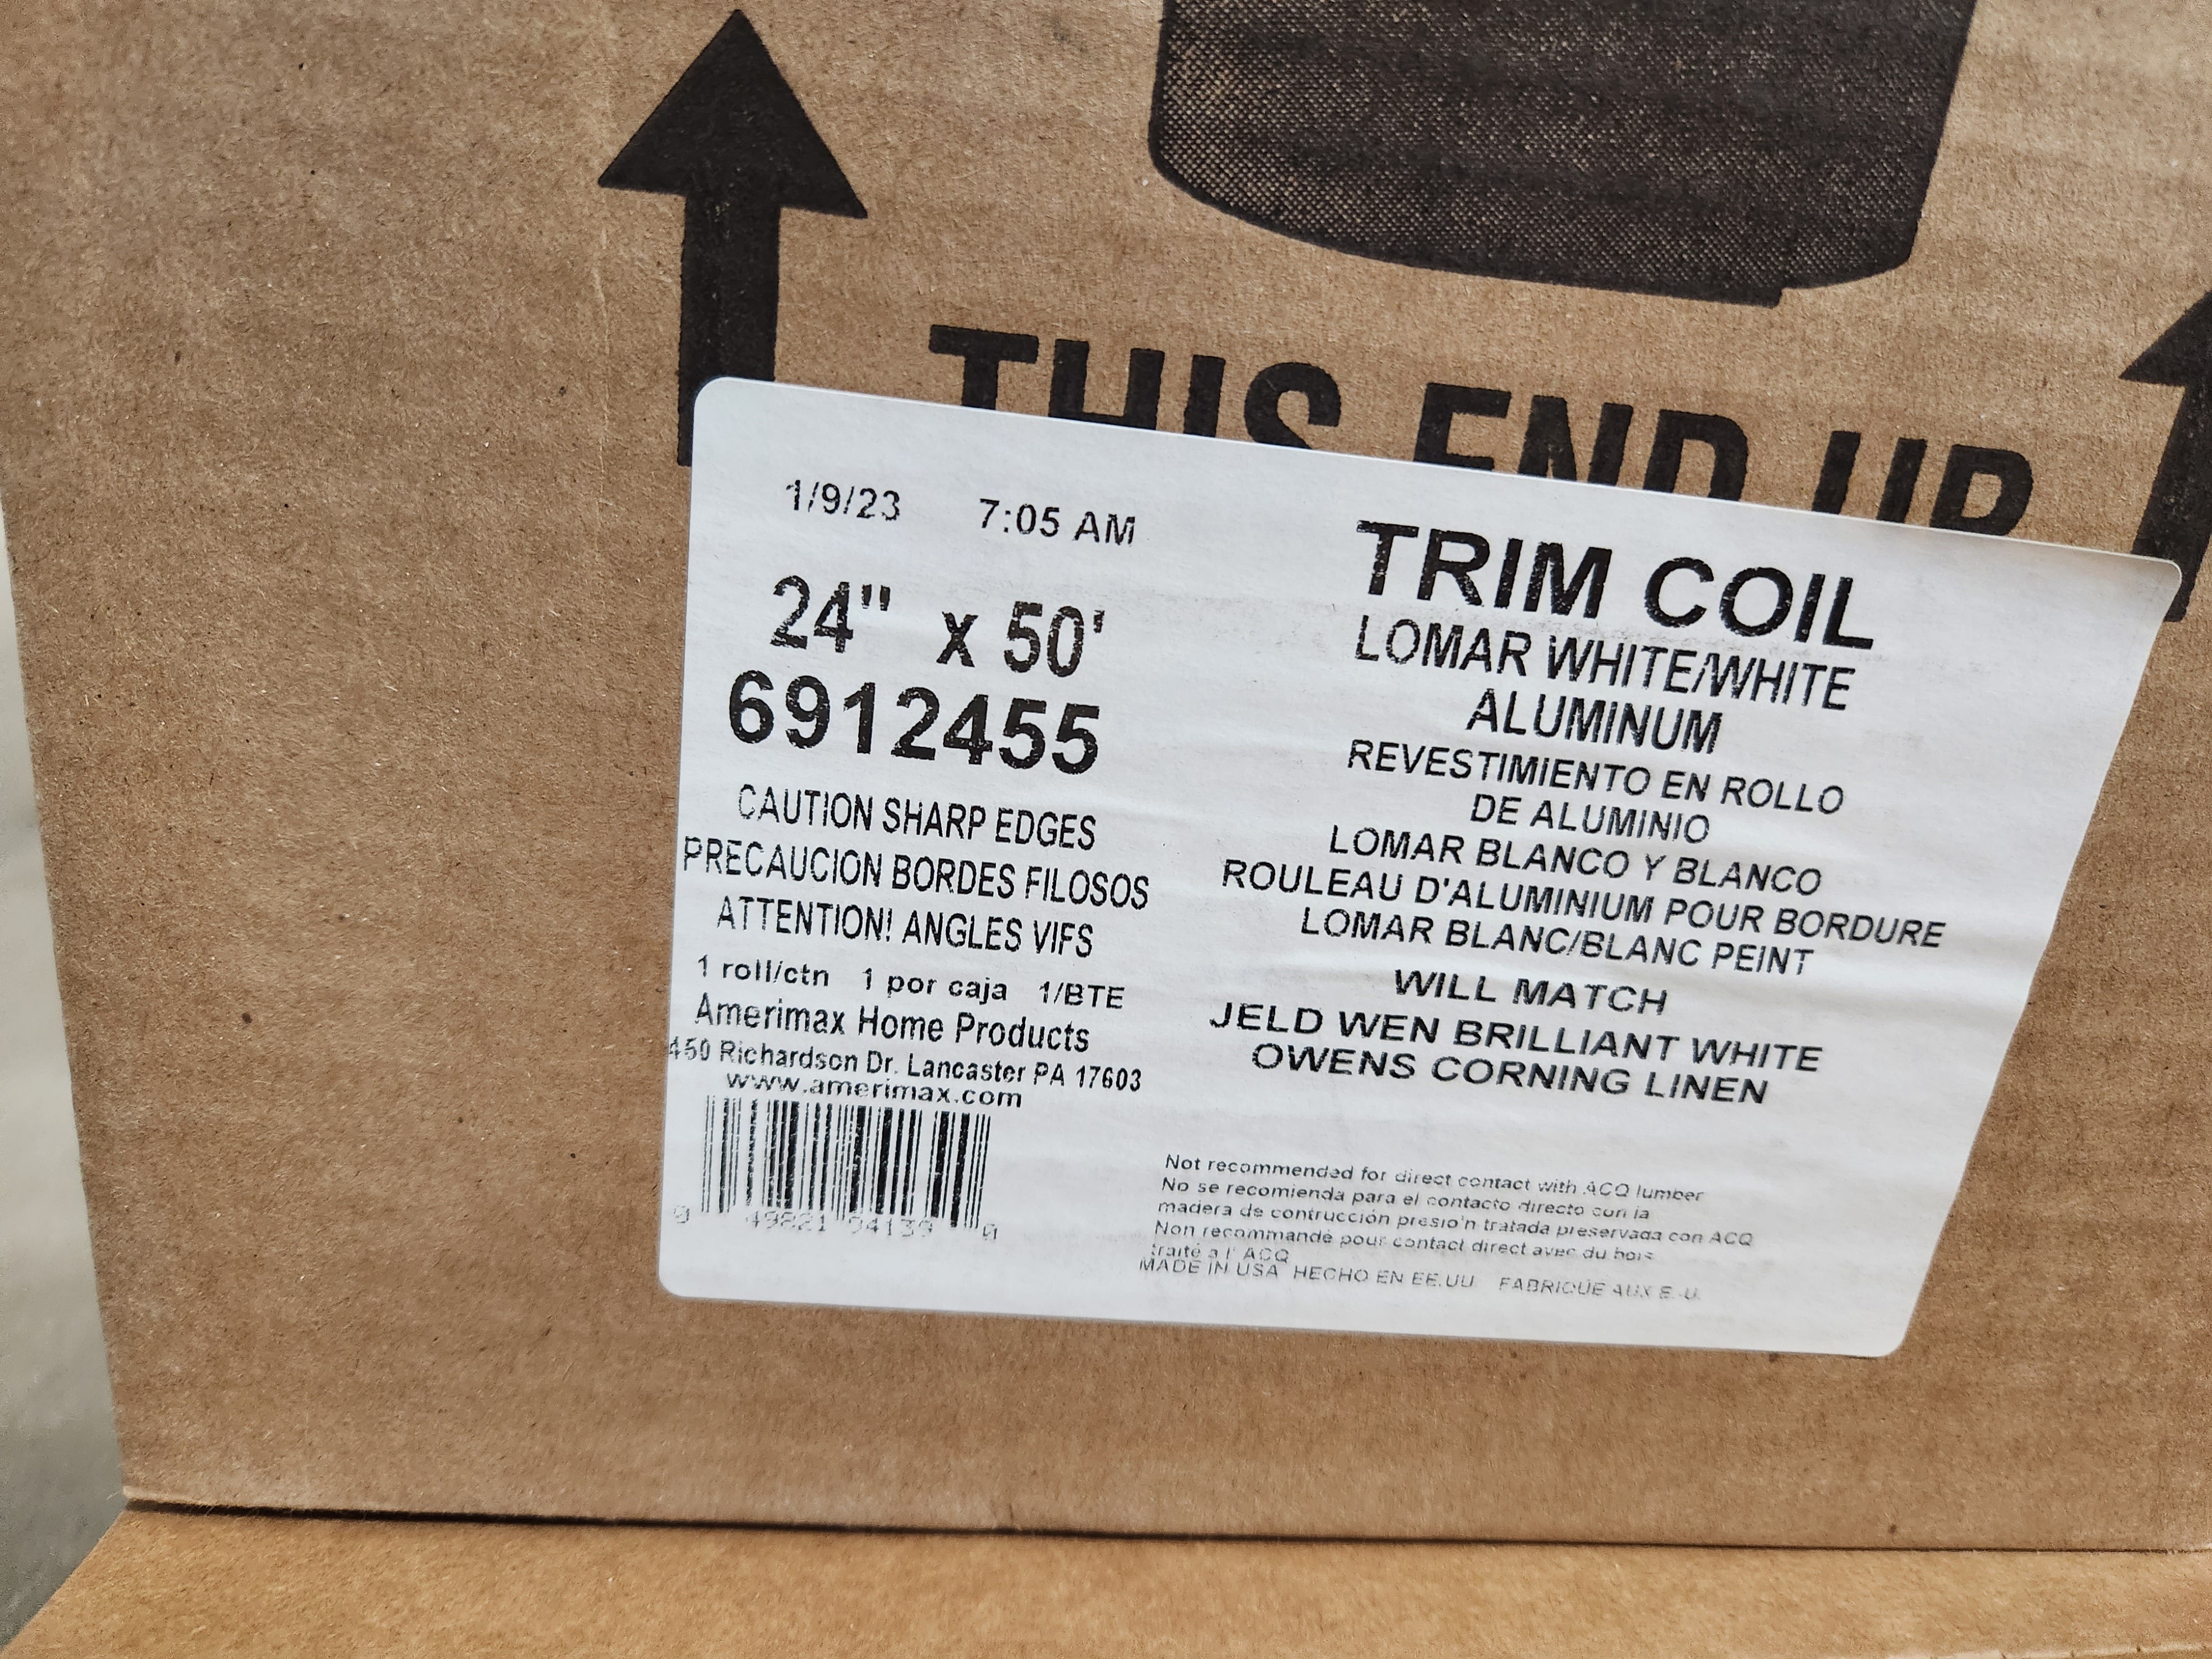 THIS END UP
1/9/23 7:05 AM
24" x 50'
6912455
CAUTION SHARP EDGES
PRECAUCION BORDES FILOSOS
ATTENTION! ANGLES VIFS
1 roll/ctn 1 por caja 1/BTE
Amerimax Home Products
450 Richardson Dr. Lancaster PA 17603
www.amerimax.com
0 49821 94139 0
TRIM COIL
LOMAR WHITE/WHITE
ALUMINUM
REVESTIMIENTO EN ROLLO
DE ALUMINIO
LOMAR BLANCO Y BLANCO
ROULEAU D'ALUMINIUM POUR BORDURE
LOMAR BLANC/BLANC PEINT
WILL MATCH
JELD WEN BRILLIANT WHITE
OWENS CORNING LINEN
Not recommended for direct contact with ACQ lumber
No se recomienda para el contacto directo con la
madera de contrucción presio'n tratada preservada con ACQ
Non recommandé pour contact direct avec du bois
traité a l' ACQ
MADE IN USA HECHO EN EE.UU. FABRIQUE AUX E.-U.